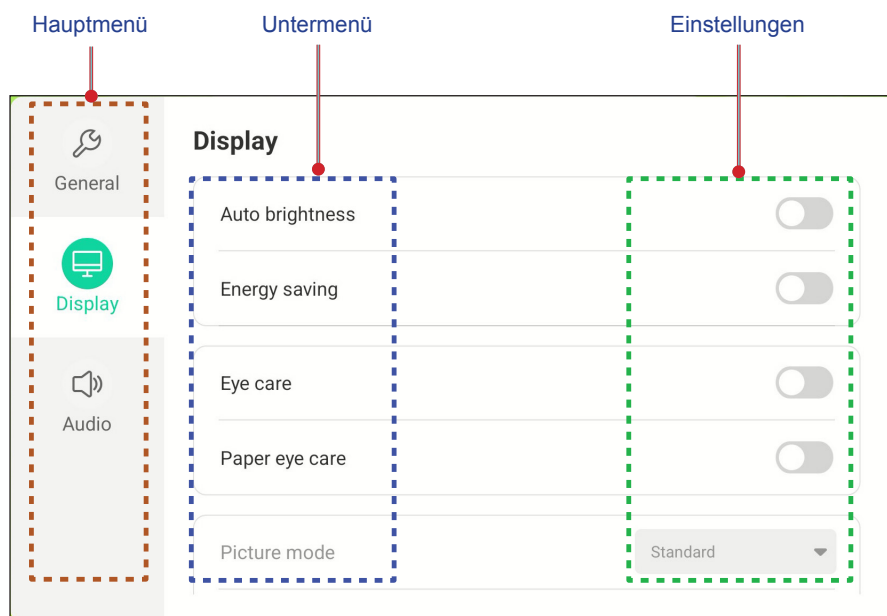 Hauptmenü
Untermenü
Einstellungen
General
Display
Audio
Display
Auto brightness
Energy saving
Eye care
Paper eye care
Picture mode
Standard